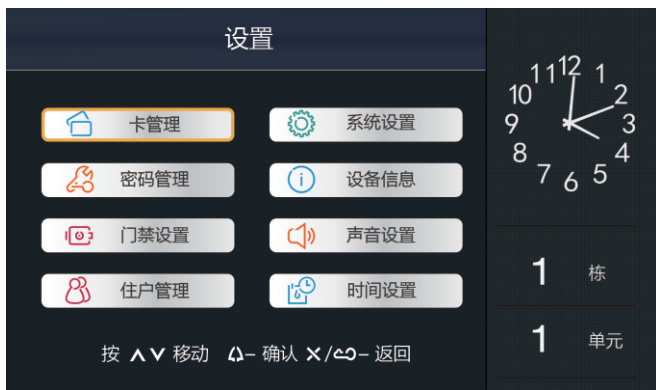 设置
卡管理
系统设置
密码管理
设备信息
门禁设置
声音设置
住户管理
时间设置
按 ∧∨ 移动 - 确认 ×/ - 返回
12
1
2
3
4
5
6
7
8
9
10
11
1 栋
1 单元